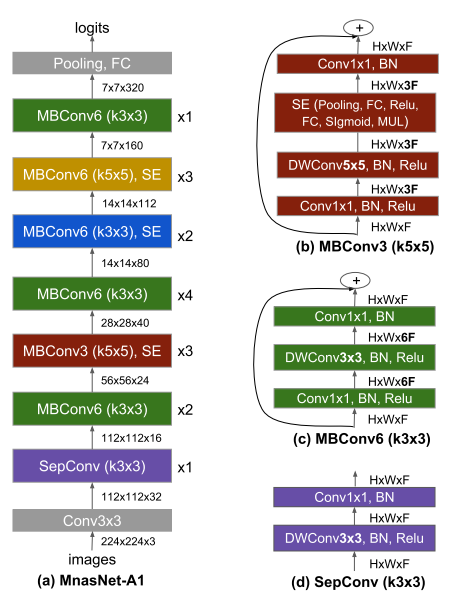 logits
Pooling, FC
7x7x320
MBConv6 (k3x3)
x1
7x7x160
MBConv6 (k5x5), SE
x3
14x14x112
MBConv6 (k3x3), SE
x2
14x14x80
MBConv6 (k3x3)
x4
28x28x40
MBConv3 (k5x5), SE
x3
56x56x24
MBConv6 (k3x3)
x2
112x112x16
SepConv (k3x3)
x1
112x112x32
Conv3x3
224x224x3
images
(a) MnasNet-A1
+
HxWxF
Conv1x1, BN
HxWx3F
SE (Pooling, FC, Relu,
FC, SIgmoid, MUL)
HxWx3F
DWConv5x5, BN, Relu
HxWx3F
Conv1x1, BN, Relu
HxWxF
(b) MBConv3 (k5x5)
+
HxWxF
Conv1x1, BN
HxWx6F
DWConv3x3, BN, Relu
HxWx6F
Conv1x1, BN, Relu
HxWxF
(c) MBConv6 (k3x3)
HxWxF
Conv1x1, BN
HxWxF
DWConv3x3, BN, Relu
HxWxF
(d) SepConv (k3x3)